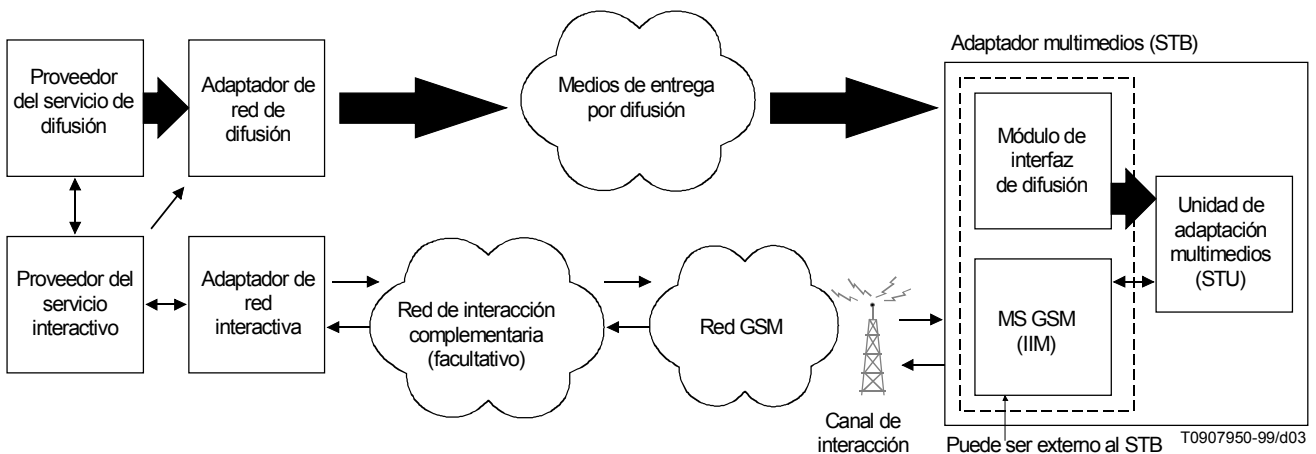 Adaptador multimedios (STB)
Proveedor
del servicio de
difusión
Adaptador de
red de
difusión
Medios de entrega
por difusión
Módulo de
interfaz
de difusión
Unidad de
adaptación
multimedios
(STU)
Proveedor del
servicio
interactivo
Adaptador de
red
interactiva
Red de interacción
complementaria
(facultativo)
Red GSM
MS GSM
(IIM)
Canal de
interacción
Puede ser externo al STB
T0907950-99/d03